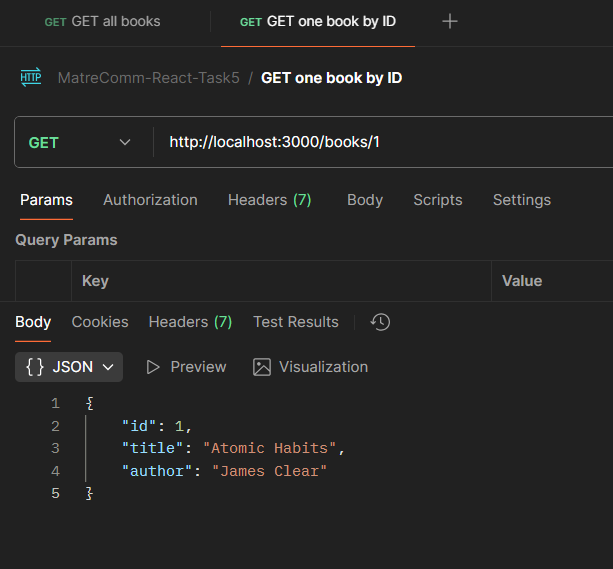 GET GET all books GET GET one book by ID
HTTP MatreComm-React-Task5 / GET one book by ID
GET http://localhost:3000/books/1
Params Authorization Headers (7) Body Scripts Settings
Query Params
Key Value
Body Cookies Headers (7) Test Results
{} JSON Preview Visualization
1 {
2 "id": 1,
3 "title": "Atomic Habits",
4 "author": "James Clear"
5 }